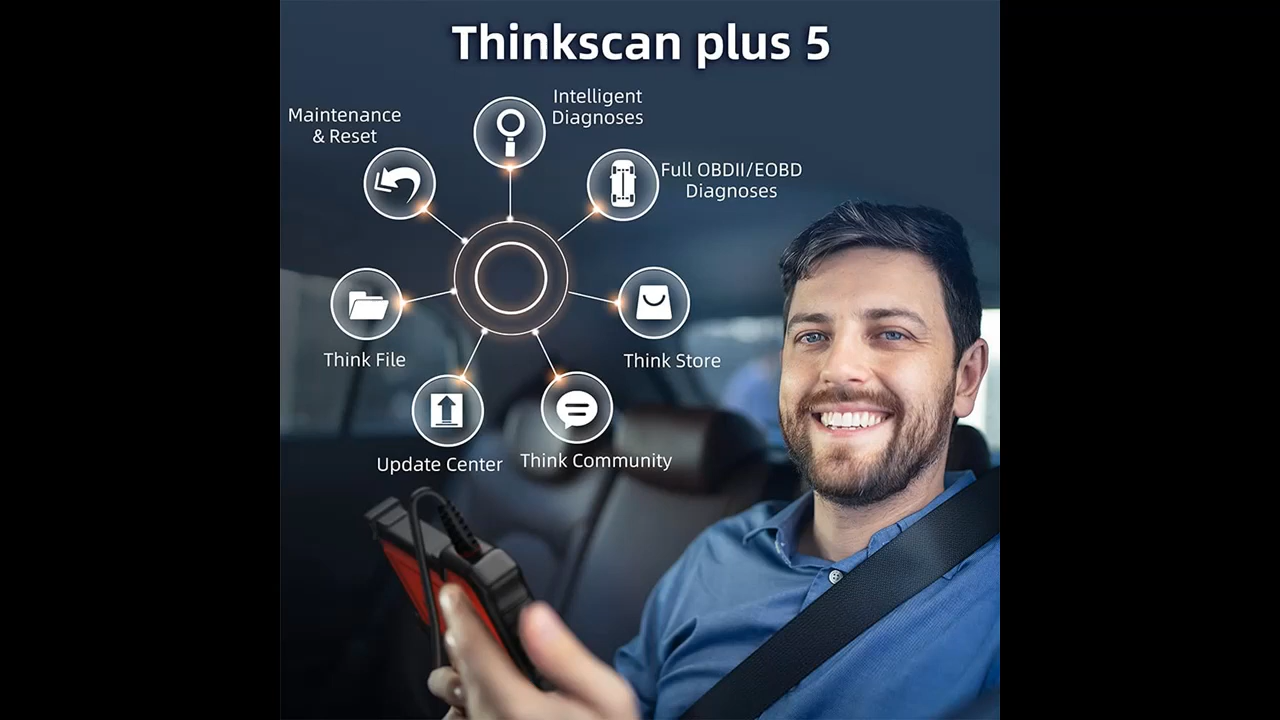 Thinkscan plus 5
Intelligent
Diagnoses
Maintenance
& Reset
Full OBDII/EOBD
Diagnoses
Think File
Think Store
Update Center
Think Community